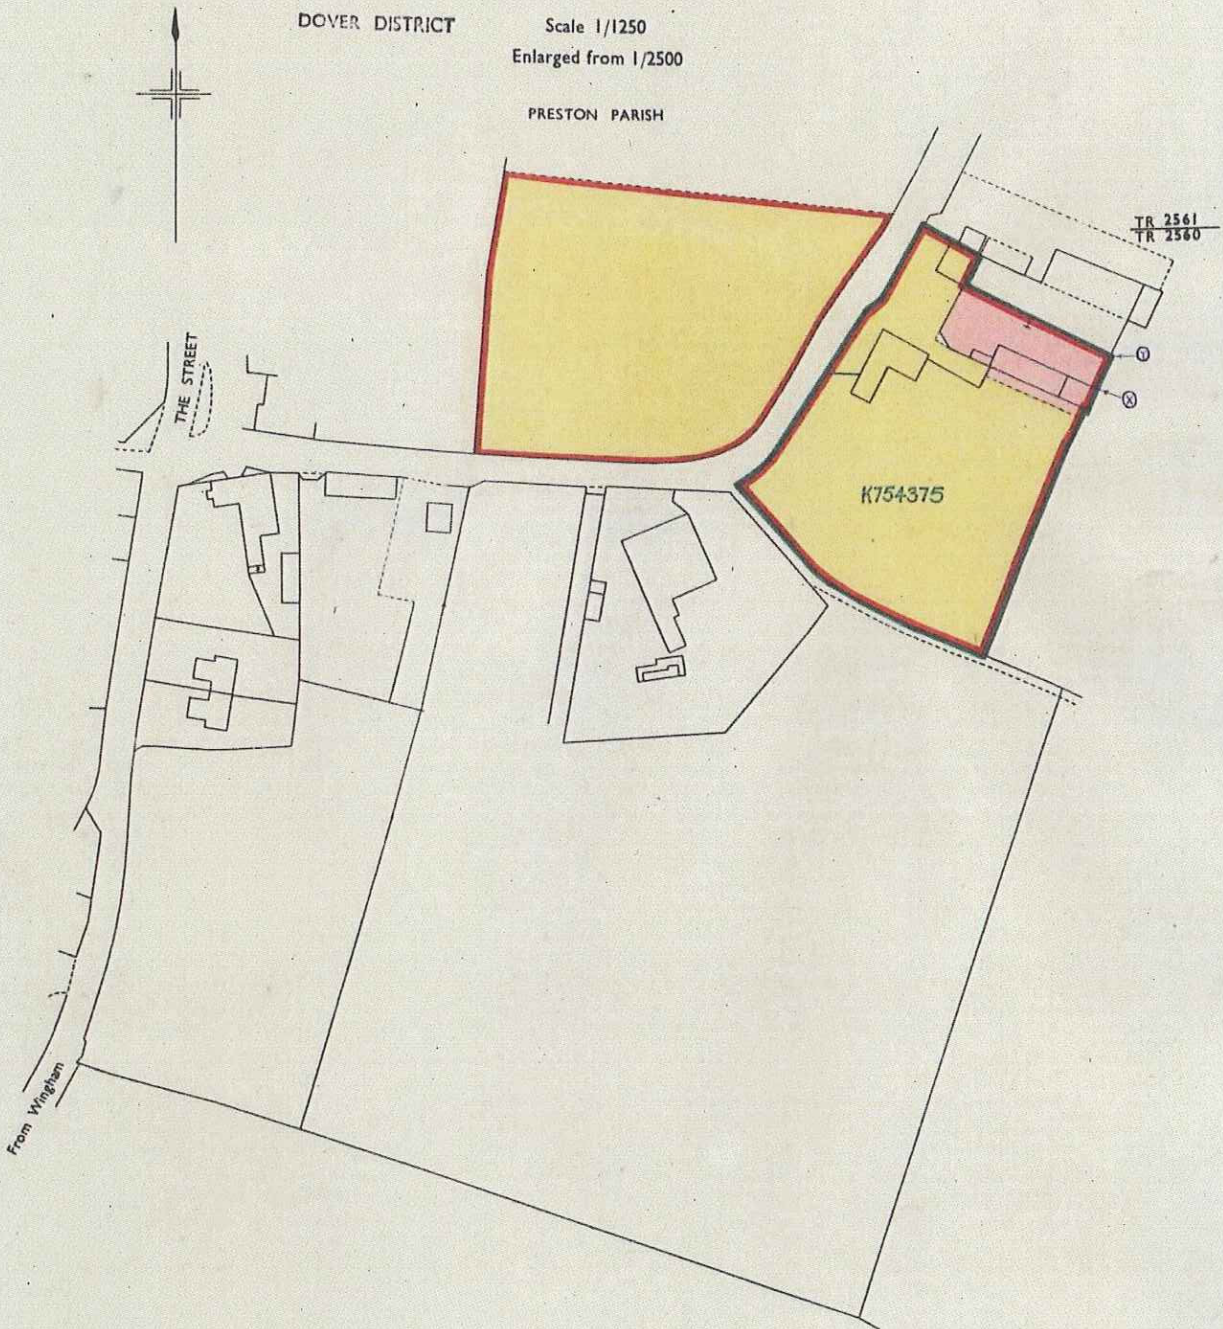 DOVER DISTRICT
Scale 1/1250
Enlarged from 1/2500
PRESTON PARISH
TR 2561
TR 2560
THE STREET
Y
X
K754375
From Wingham